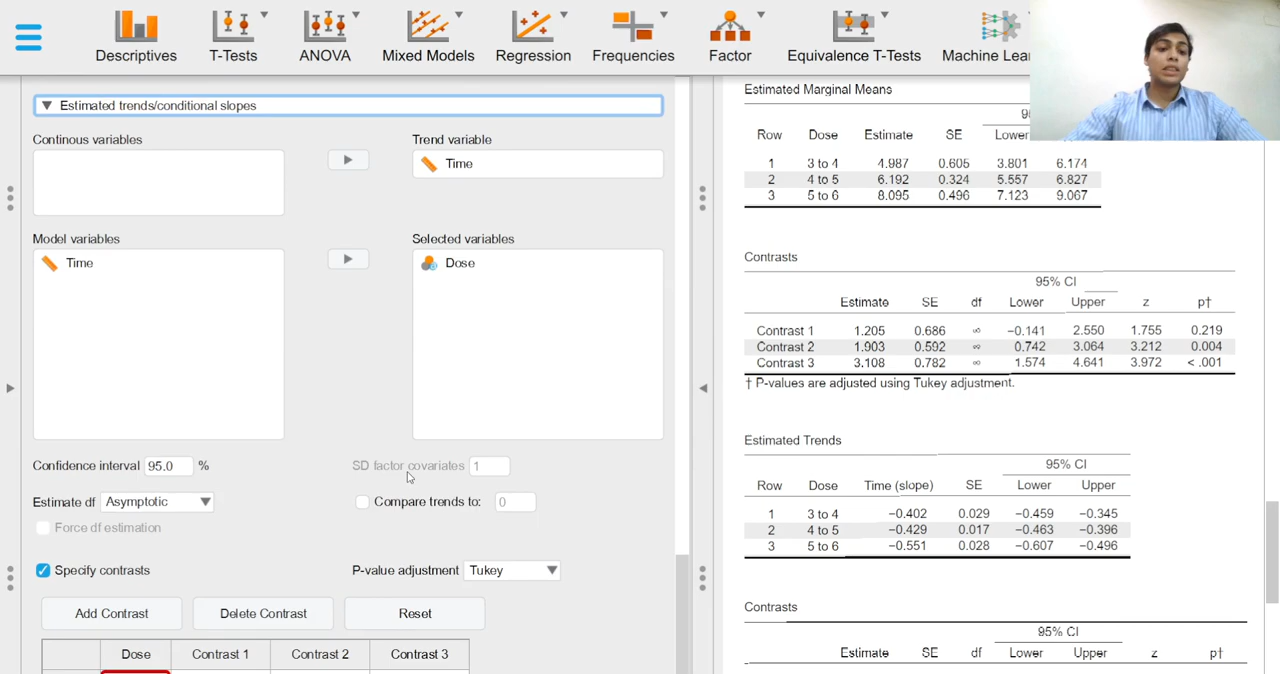 Descriptives T-Tests ANOVA Mixed Models Regression Frequencies Factor Equivalence T-Tests Machine Lear
Estimated trends/conditional slopes
Continous variables
Trend variable
Time
Model variables
Time
Selected variables
Dose
Confidence interval 95.0 %
SD factor covariates 1
Estimate df Asymptotic
Compare trends to: 0
Force df estimation
Specify contrasts
P-value adjustment Tukey
Add Contrast Delete Contrast Reset
Dose Contrast 1 Contrast 2 Contrast 3
Estimated Marginal Means
Row Dose Estimate SE Lower
1 3 to 4 4.987 0.605 3.801 6.174
2 4 to 5 6.192 0.324 5.557 6.827
3 5 to 6 8.095 0.496 7.123 9.067
Contrasts
95% CI
Estimate SE df Lower Upper z p†
Contrast 1 1.205 0.686 ∞ −0.141 2.550 1.755 0.219
Contrast 2 1.903 0.592 ∞ 0.742 3.064 3.212 0.004
Contrast 3 3.108 0.782 ∞ 1.574 4.641 3.972 < .001
† P-values are adjusted using Tukey adjustment.
Estimated Trends
95% CI
Row Dose Time (slope) SE Lower Upper
1 3 to 4 −0.402 0.029 −0.459 −0.345
2 4 to 5 −0.429 0.017 −0.463 −0.396
3 5 to 6 −0.551 0.028 −0.607 −0.496
Contrasts
95% CI
Estimate SE df Lower Upper z p†